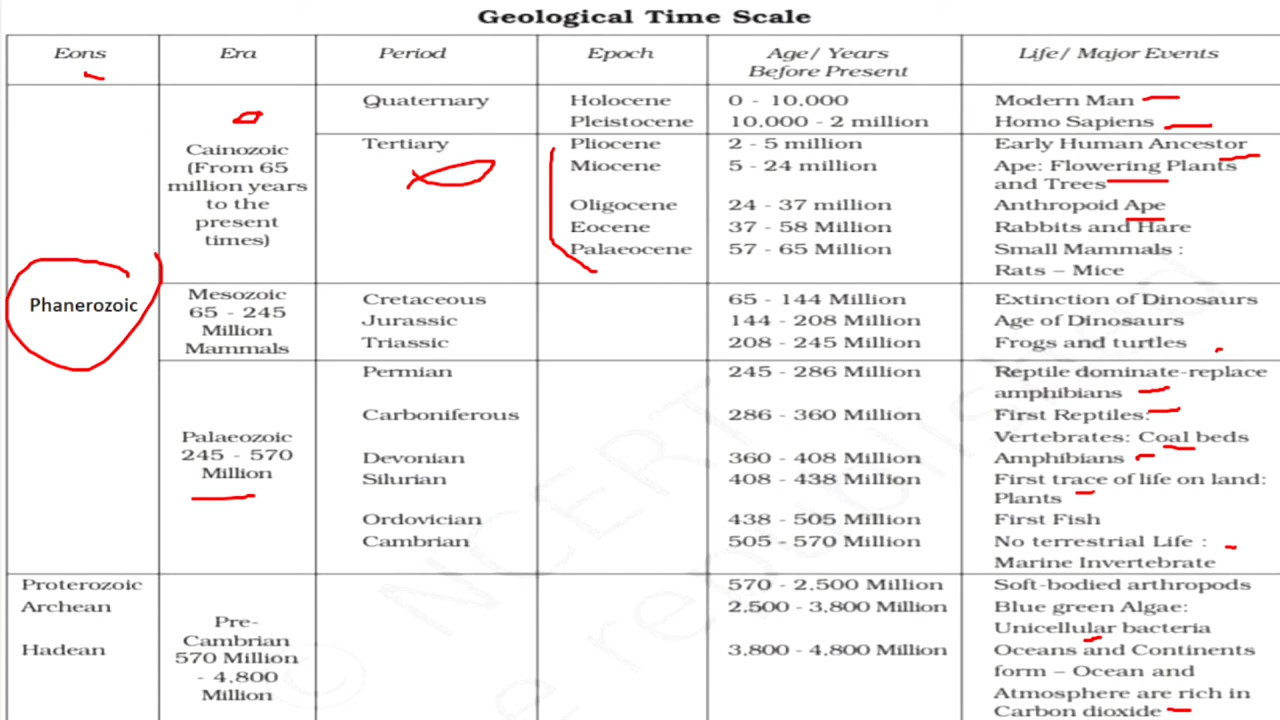 Geological Time Scale
Eons Era Period Epoch Age/ Years Before Present Life/ Major Events
Quaternary Holocene 0 - 10,000 Modern Man
Pleistocene 10,000 - 2 million Homo Sapiens
Cainozoic
(From 65
million years
to the
present
times)
Tertiary Pliocene 2 - 5 million Early Human Ancestor
Miocene 5 - 24 million Ape: Flowering Plants
and Trees
Oligocene 24 - 37 million Anthropoid Ape
Eocene 37 - 58 Million Rabbits and Hare
Palaeocene 57 - 65 Million Small Mammals :
Rats – Mice
Phanerozoic
Mesozoic
65 - 245
Million
Mammals
Cretaceous 65 - 144 Million Extinction of Dinosaurs
Jurassic 144 - 208 Million Age of Dinosaurs
Triassic 208 - 245 Million Frogs and turtles
Palaeozoic
245 - 570
Million
Permian 245 - 286 Million Reptile dominate-replace
amphibians
Carboniferous 286 - 360 Million First Reptiles:
Vertebrates: Coal beds
Devonian 360 - 408 Million Amphibians
Silurian 408 - 438 Million First trace of life on land:
Plants
Ordovician 438 - 505 Million First Fish
Cambrian 505 - 570 Million No terrestrial Life :
Marine Invertebrate
Proterozoic 570 - 2,500 Million Soft-bodied arthropods
Archean 2,500 - 3,800 Million Blue green Algae:
Unicellular bacteria
Pre-
Cambrian
570 Million
- 4,800
Million
Hadean 3,800 - 4,800 Million Oceans and Continents
form – Ocean and
Atmosphere are rich in
Carbon dioxide
© NCERT
be republished